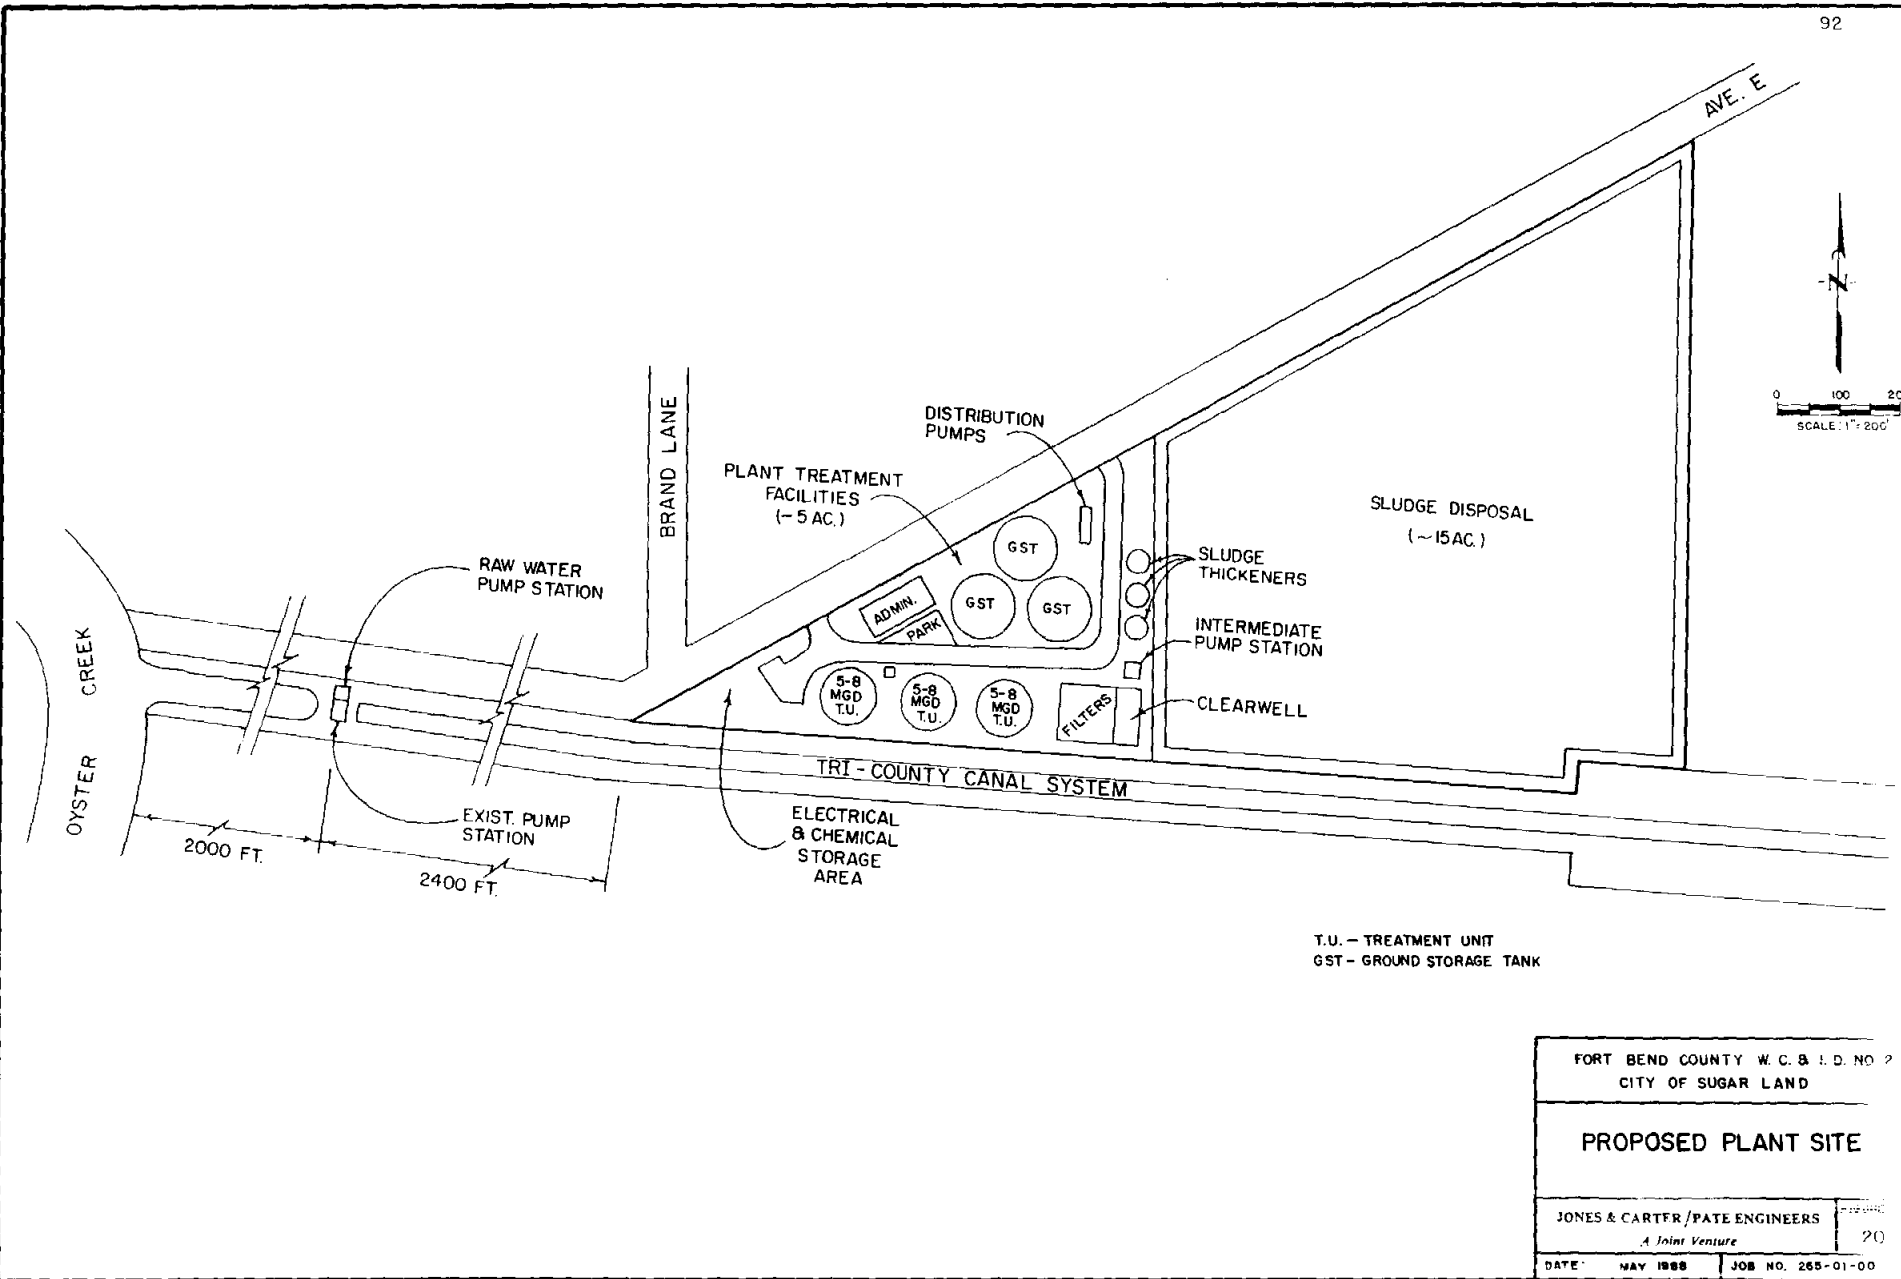 92
AVE. E
-N-
0 100 20
SCALE: 1"=200'
BRAND LANE
DISTRIBUTION
PUMPS
PLANT TREATMENT
FACILITIES
(~5 AC.)
SLUDGE DISPOSAL
(~15AC.)
GST
GST
GST
SLUDGE
THICKENERS
RAW WATER
PUMP STATION
ADMIN.
PARK
INTERMEDIATE
PUMP STATION
5-8
MGD
T.U.
5-8
MGD
T.U.
5-8
MGD
T.U.
FILTERS
CLEARWELL
OYSTER CREEK
TRI-COUNTY CANAL SYSTEM
EXIST. PUMP
STATION
ELECTRICAL
& CHEMICAL
STORAGE
AREA
2000 FT.
2400 FT.
T.U. – TREATMENT UNIT
GST – GROUND STORAGE TANK
FORT BEND COUNTY W. C. & I. D. NO 2
CITY OF SUGAR LAND
PROPOSED PLANT SITE
JONES & CARTER/PATE ENGINEERS
A Joint Venture
20
DATE: MAY 1988
JOB NO. 265-01-00